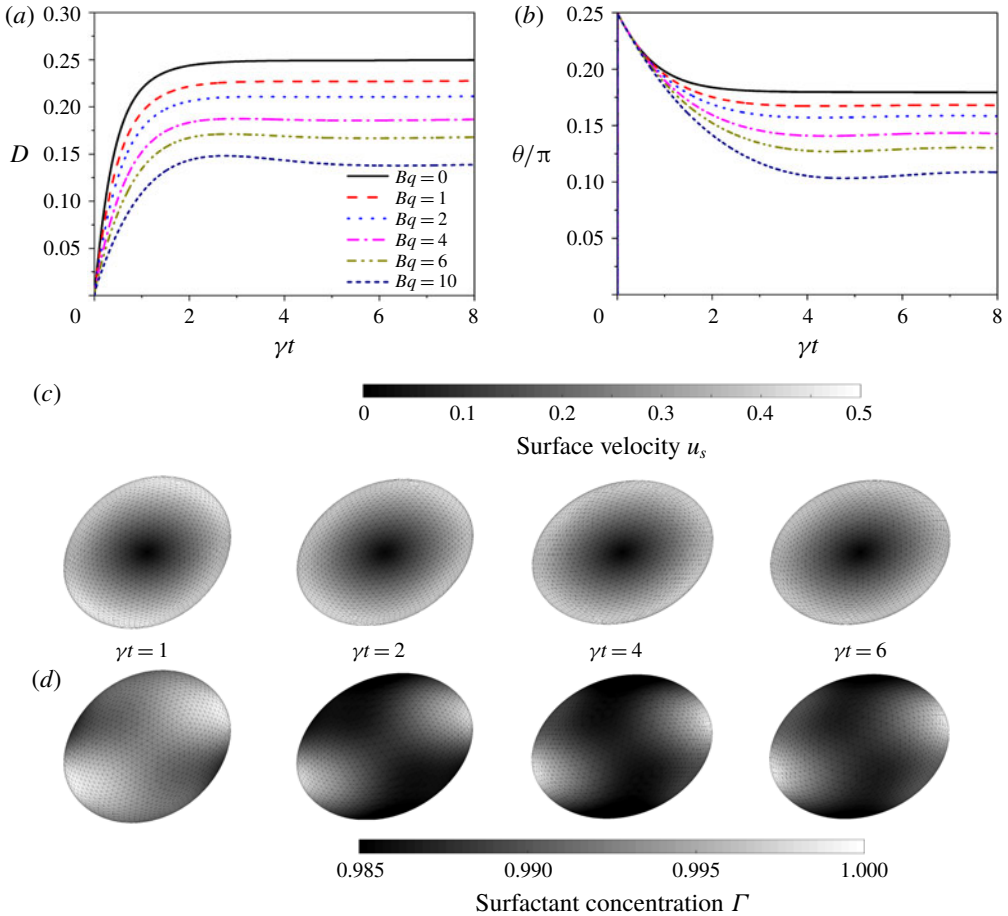 (a)
0.30
0.25
0.20
D 0.15
0.10
0.05
0 2 4 6 8
γt
Bq = 0
Bq = 1
Bq = 2
Bq = 4
Bq = 6
Bq = 10
(b)
0.25
0.20
0.15
θ/π
0.10
0.05
0 2 4 6 8
γt
(c)
0 0.1 0.2 0.3 0.4 0.5
Surface velocity u_s
γt = 1 γt = 2 γt = 4 γt = 6
(d)
0.985 0.990 0.995 1.000
Surfactant concentration Γ